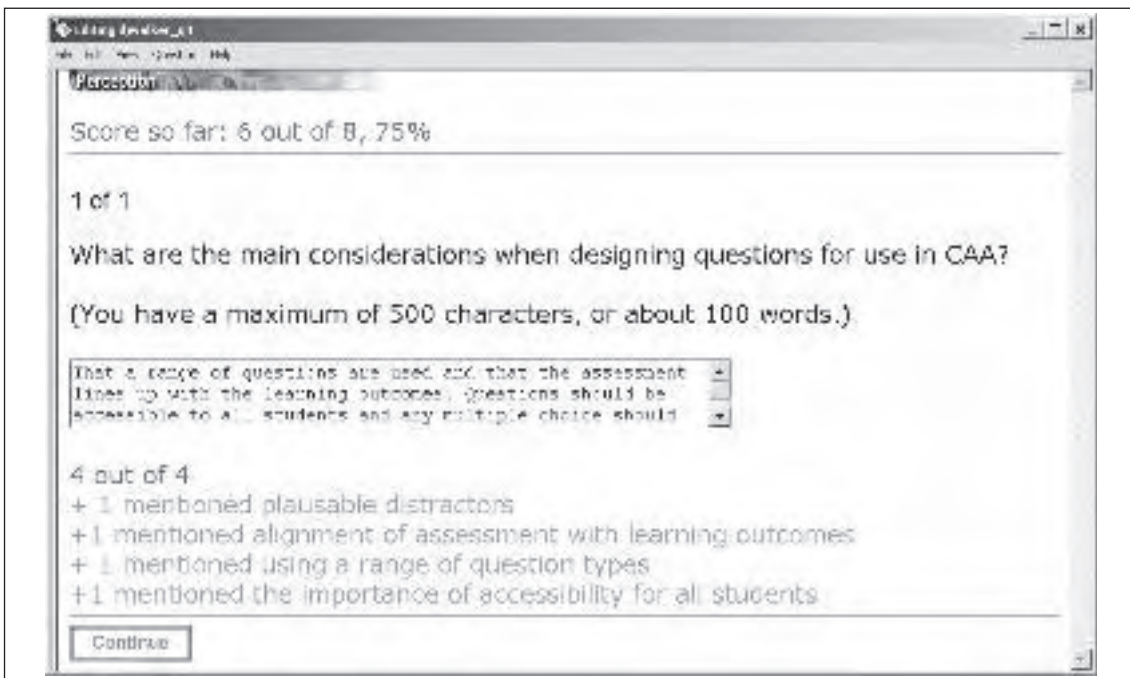 Perception
Score so far: 6 out of 8, 75%
1 of 1
What are the main considerations when designing questions for use in CAA?
(You have a maximum of 500 characters, or about 100 words.)
That a range of questions are used and that the assessment
lines up with the learning outcomes. Questions should be
accessible to all students and any multiple choice should
4 out of 4
+ 1 mentioned plausable distractors
+1 mentioned alignment of assessment with learning outcomes
+ 1 mentioned using a range of question types
+1 mentioned the importance of accessibility for all students
Continue